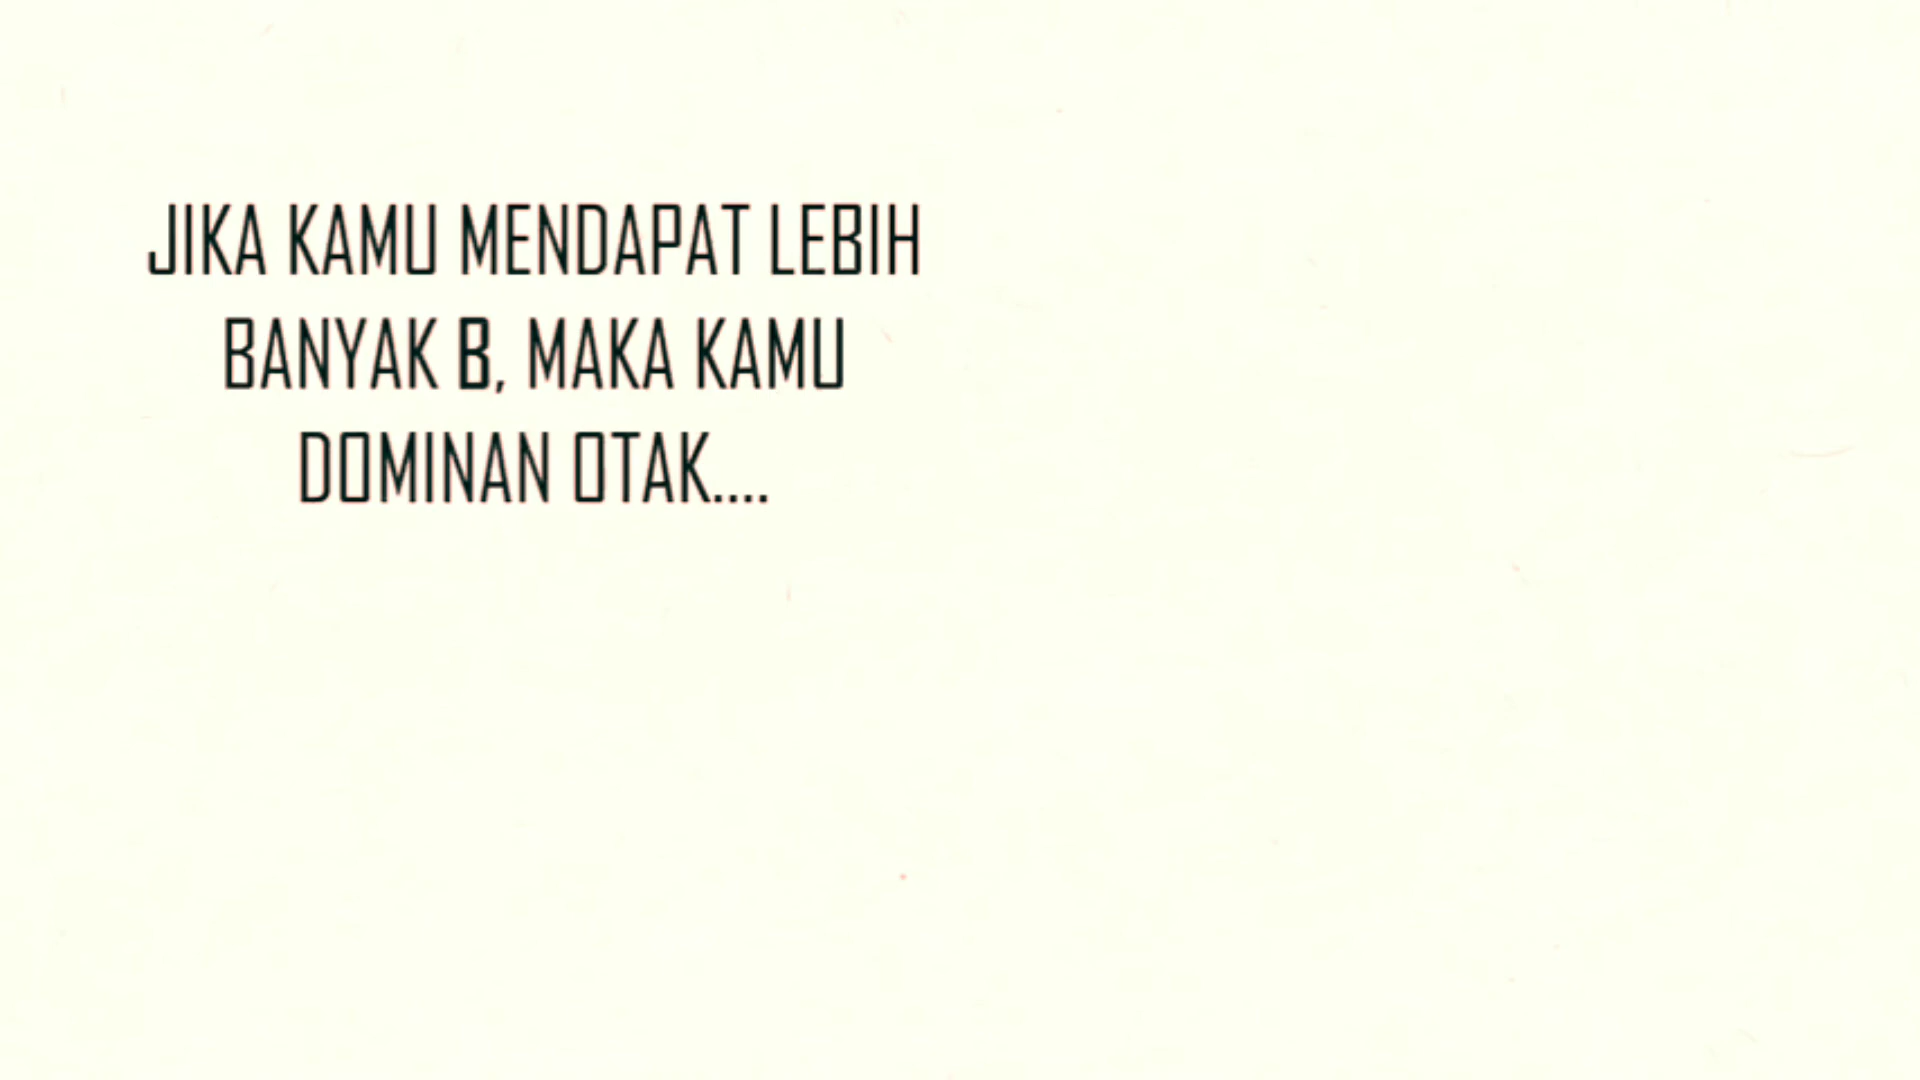 JIKA KAMU MENDAPAT LEBIH
BANYAK B, MAKA KAMU
DOMINAN OTAK....